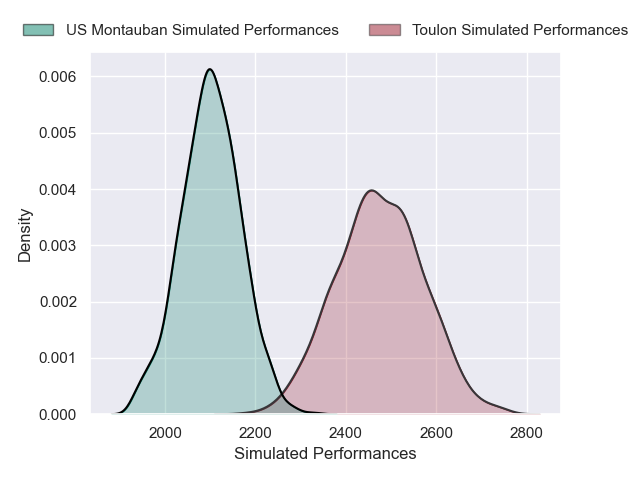 US Montauban Simulated Performances
Toulon Simulated Performances
0.006
0.005
0.004
0.003
0.002
0.001
0.000
Density
2000 2200 2400 2600 2800
Simulated Performances